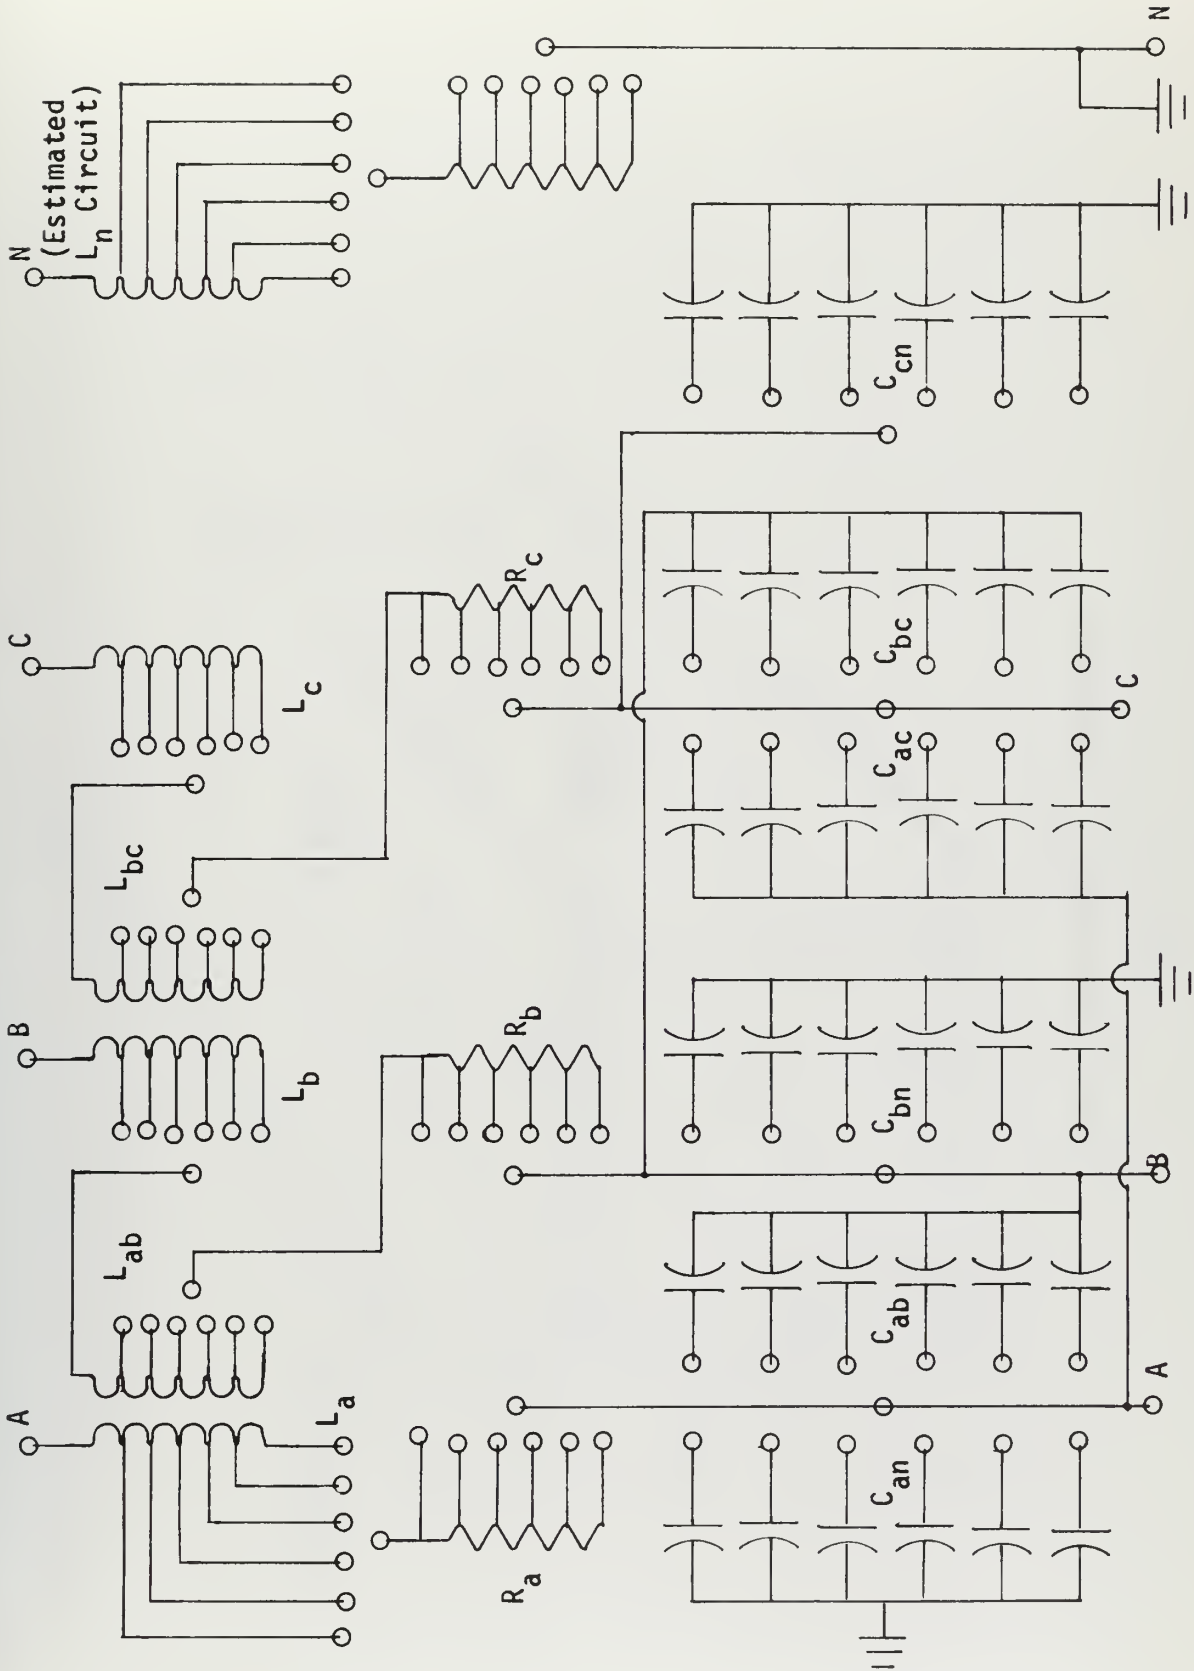 A
B
C
N
(Estimated
L_n Circuit)
L_a
L_ab
L_b
L_bc
L_c
R_a
R_b
R_c
C_an
C_ab
C_bn
C_ac
C_bc
C_cn
A
B
C
N